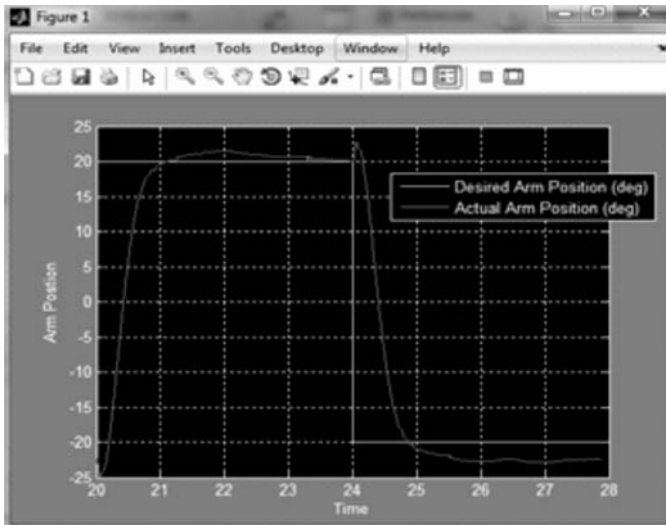 Figure 1
File Edit View Insert Tools Desktop Window Help
25
20
15
10
5
0
-5
-10
-15
-20
-25
Arm Postion
Desired Arm Position (deg)
Actual Arm Position (deg)
20 21 22 23 24 25 26 27 28
Time